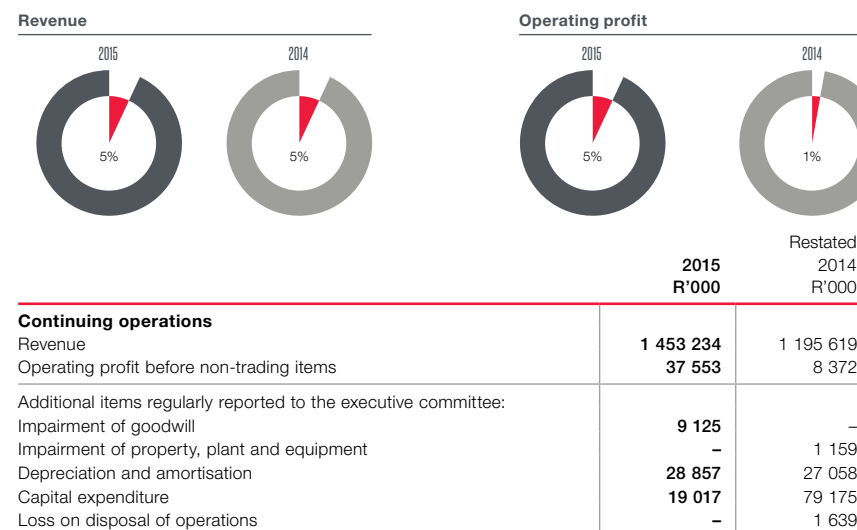 Revenue
Operating profit
2015 2014 2015 2014
5% 5% 5% 1%
Restated
2015 2014
R'000 R'000
Continuing operations
Revenue 1 453 234 1 195 619
Operating profit before non-trading items 37 553 8 372
Additional items regularly reported to the executive committee:
Impairment of goodwill 9 125 –
Impairment of property, plant and equipment – 1 159
Depreciation and amortisation 28 857 27 058
Capital expenditure 19 017 79 175
Loss on disposal of operations – 1 639